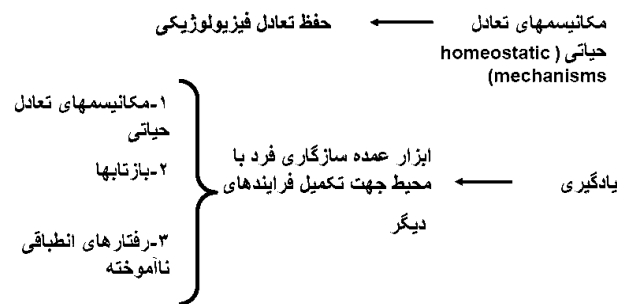 مکانیسمهای تعادل
حیاتی ( homeostatic
mechanisms)
حفظ تعادل فیزیولوژیکی
یادگیری
ابزار عمده سازگاری فرد با
محیط جهت تکمیل فرایندهای
دیگر
۱-مکانیسمهای تعادل
حیاتی
۲-بازتابها
۳-رفتارهای انطباقی
ناآموخته